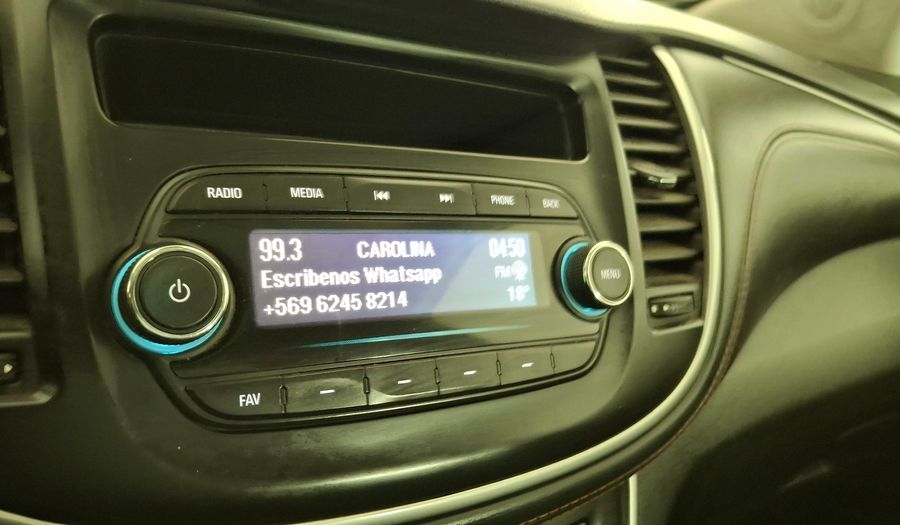 RADIO MEDIA PHONE BACK
99.3 CAROLINA 04:50
Escribenos Whatsapp FM
+569 6245 8214 18°
MENU
FAV